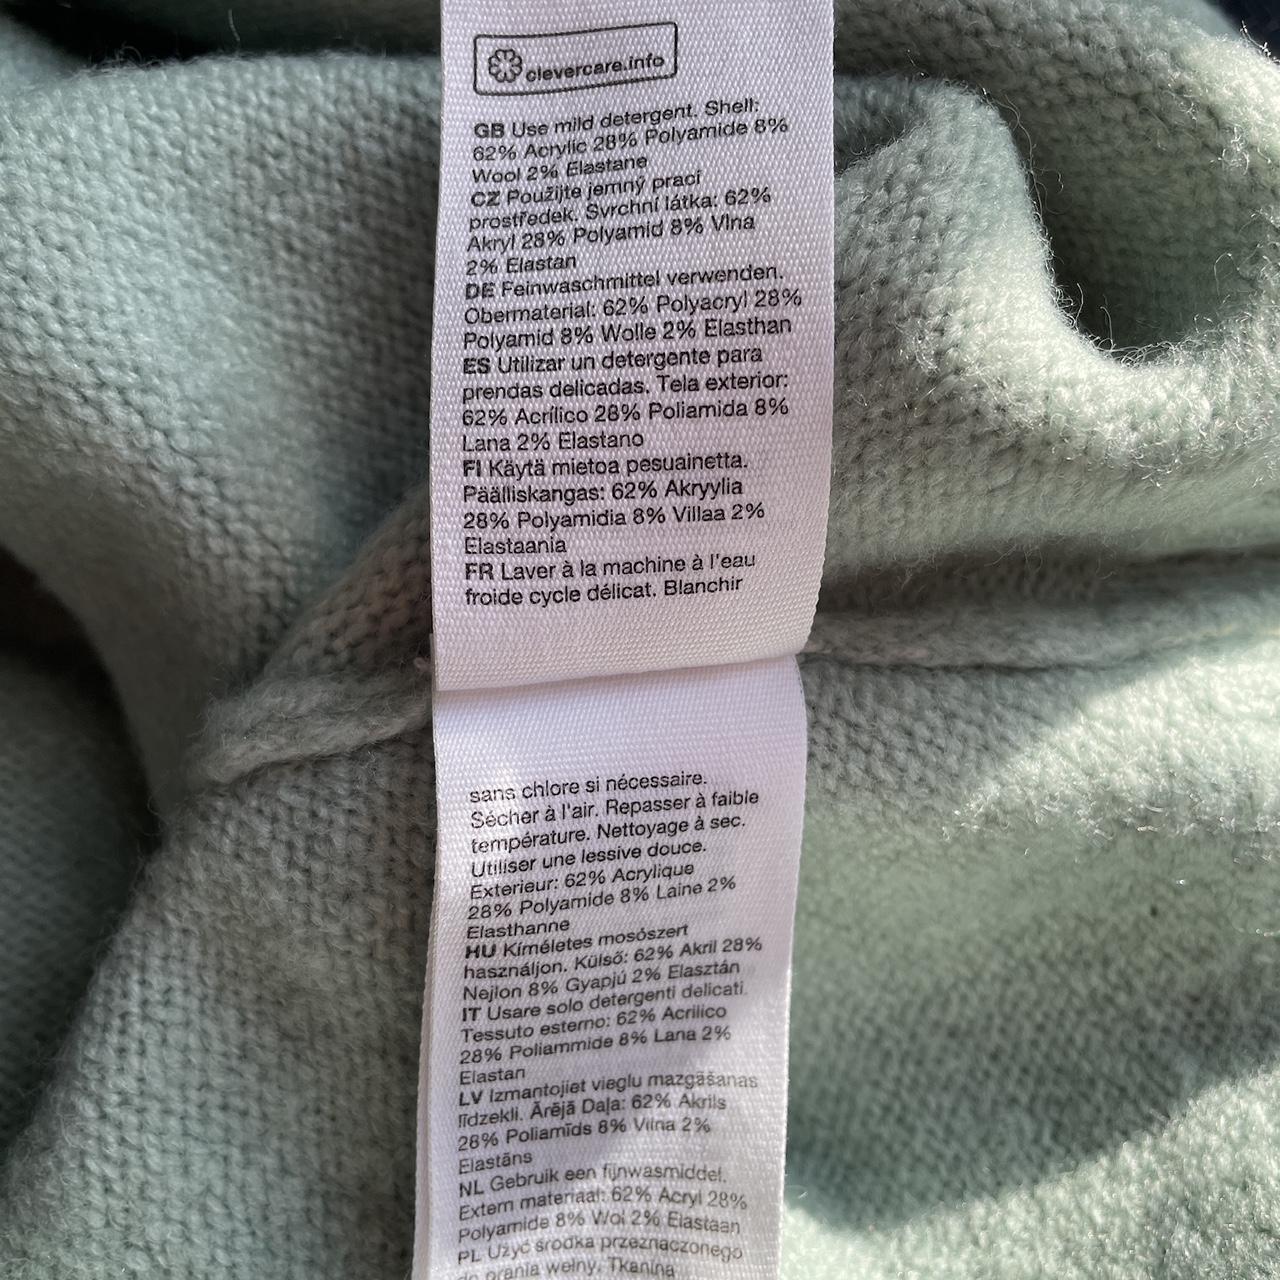 clevercare.info
GB Use mild detergent. Shell:
62% Acrylic 28% Polyamide 8%
Wool 2% Elastane
CZ Použijte jemný prací
prostředek. Svrchní látka: 62%
Akryl 28% Polyamid 8% Vlna
2% Elastan
DE Feinwaschmittel verwenden.
Obermaterial: 62% Polyacryl 28%
Polyamid 8% Wolle 2% Elasthan
ES Utilizar un detergente para
prendas delicadas. Tela exterior:
62% Acrílico 28% Poliamida 8%
Lana 2% Elastano
FI Käytä mietoa pesuainetta.
Päälliskangas: 62% Akryylia
28% Polyamidia 8% Villaa 2%
Elastaania
FR Laver à la machine à l'eau
froide cycle délicat. Blanchir
sans chlore si nécessaire.
Sécher à l'air. Repasser à faible
température. Nettoyage à sec.
Utiliser une lessive douce.
Exterieur: 62% Acrylique
28% Polyamide 8% Laine 2%
Elasthanne
HU Kíméletes mosószert
használjon. Külső: 62% Akril 28%
Nejlon 8% Gyapjú 2% Elasztán
IT Usare solo detergenti delicati.
Tessuto esterno: 62% Acrilico
28% Poliammide 8% Lana 2%
Elastan
LV Izmantojiet vieglu mazgāšanas
līdzekli. Ārējā Daļa: 62% Akrils
28% Poliamīds 8% Vilna 2%
Elastāns
NL Gebruik een fijnwasmiddel.
Extern materiaal: 62% Acryl 28%
Polyamide 8% Wol 2% Elastaan
PL Użyć środka przeznaczonego
do prania wełny. Tkanina